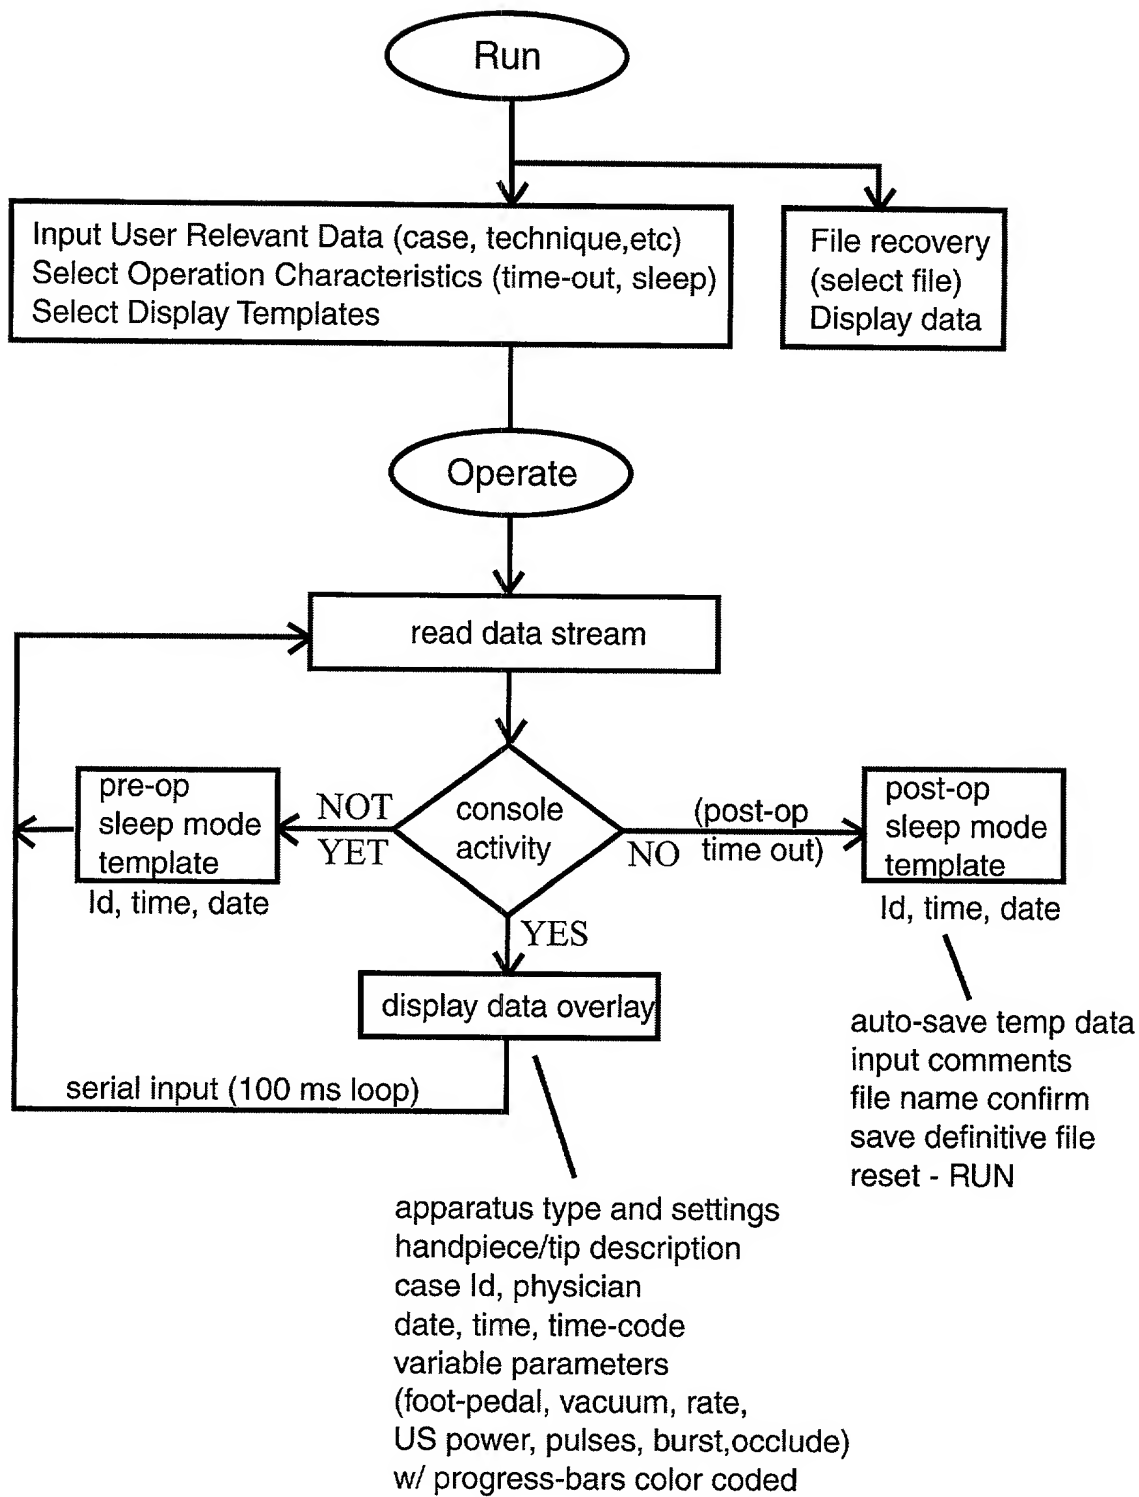 Run
Input User Relevant Data (case, technique,etc)
Select Operation Characteristics (time-out, sleep)
Select Display Templates
File recovery
(select file)
Display data
Operate
read data stream
console
activity
NOT
YET
pre-op
sleep mode
template
Id, time, date
NO
(post-op
time out)
post-op
sleep mode
template
Id, time, date
YES
display data overlay
serial input (100 ms loop)
auto-save temp data
input comments
file name confirm
save definitive file
reset - RUN
apparatus type and settings
handpiece/tip description
case Id, physician
date, time, time-code
variable parameters
(foot-pedal, vacuum, rate,
US power, pulses, burst,occlude)
w/ progress-bars color coded